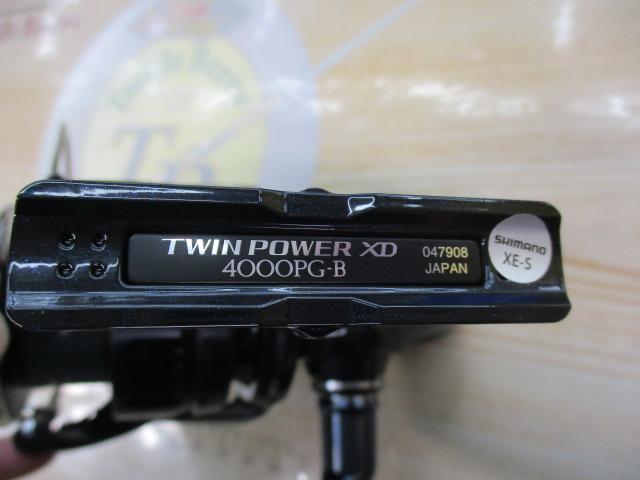 TWIN POWER XD
4000PG-B
047908
JAPAN
SHIMANO
XE-S